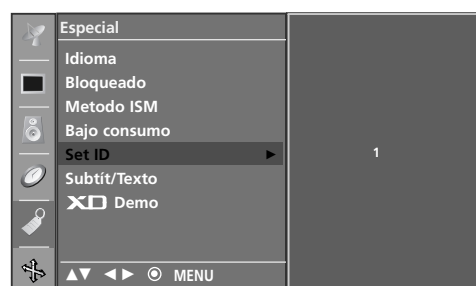 Especial
Idioma
Bloqueado
Metodo ISM
Bajo consumo
Set ID ► 1
Subtít/Texto
XD Demo
▲▼ ◄► ⦿ MENU